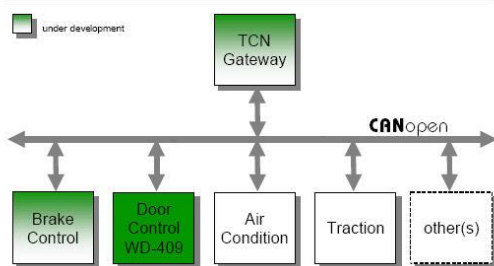 under development
TCN
Gateway
CANopen
Brake
Control
Door
Control
WD-409
Air
Condition
Traction
other(s)